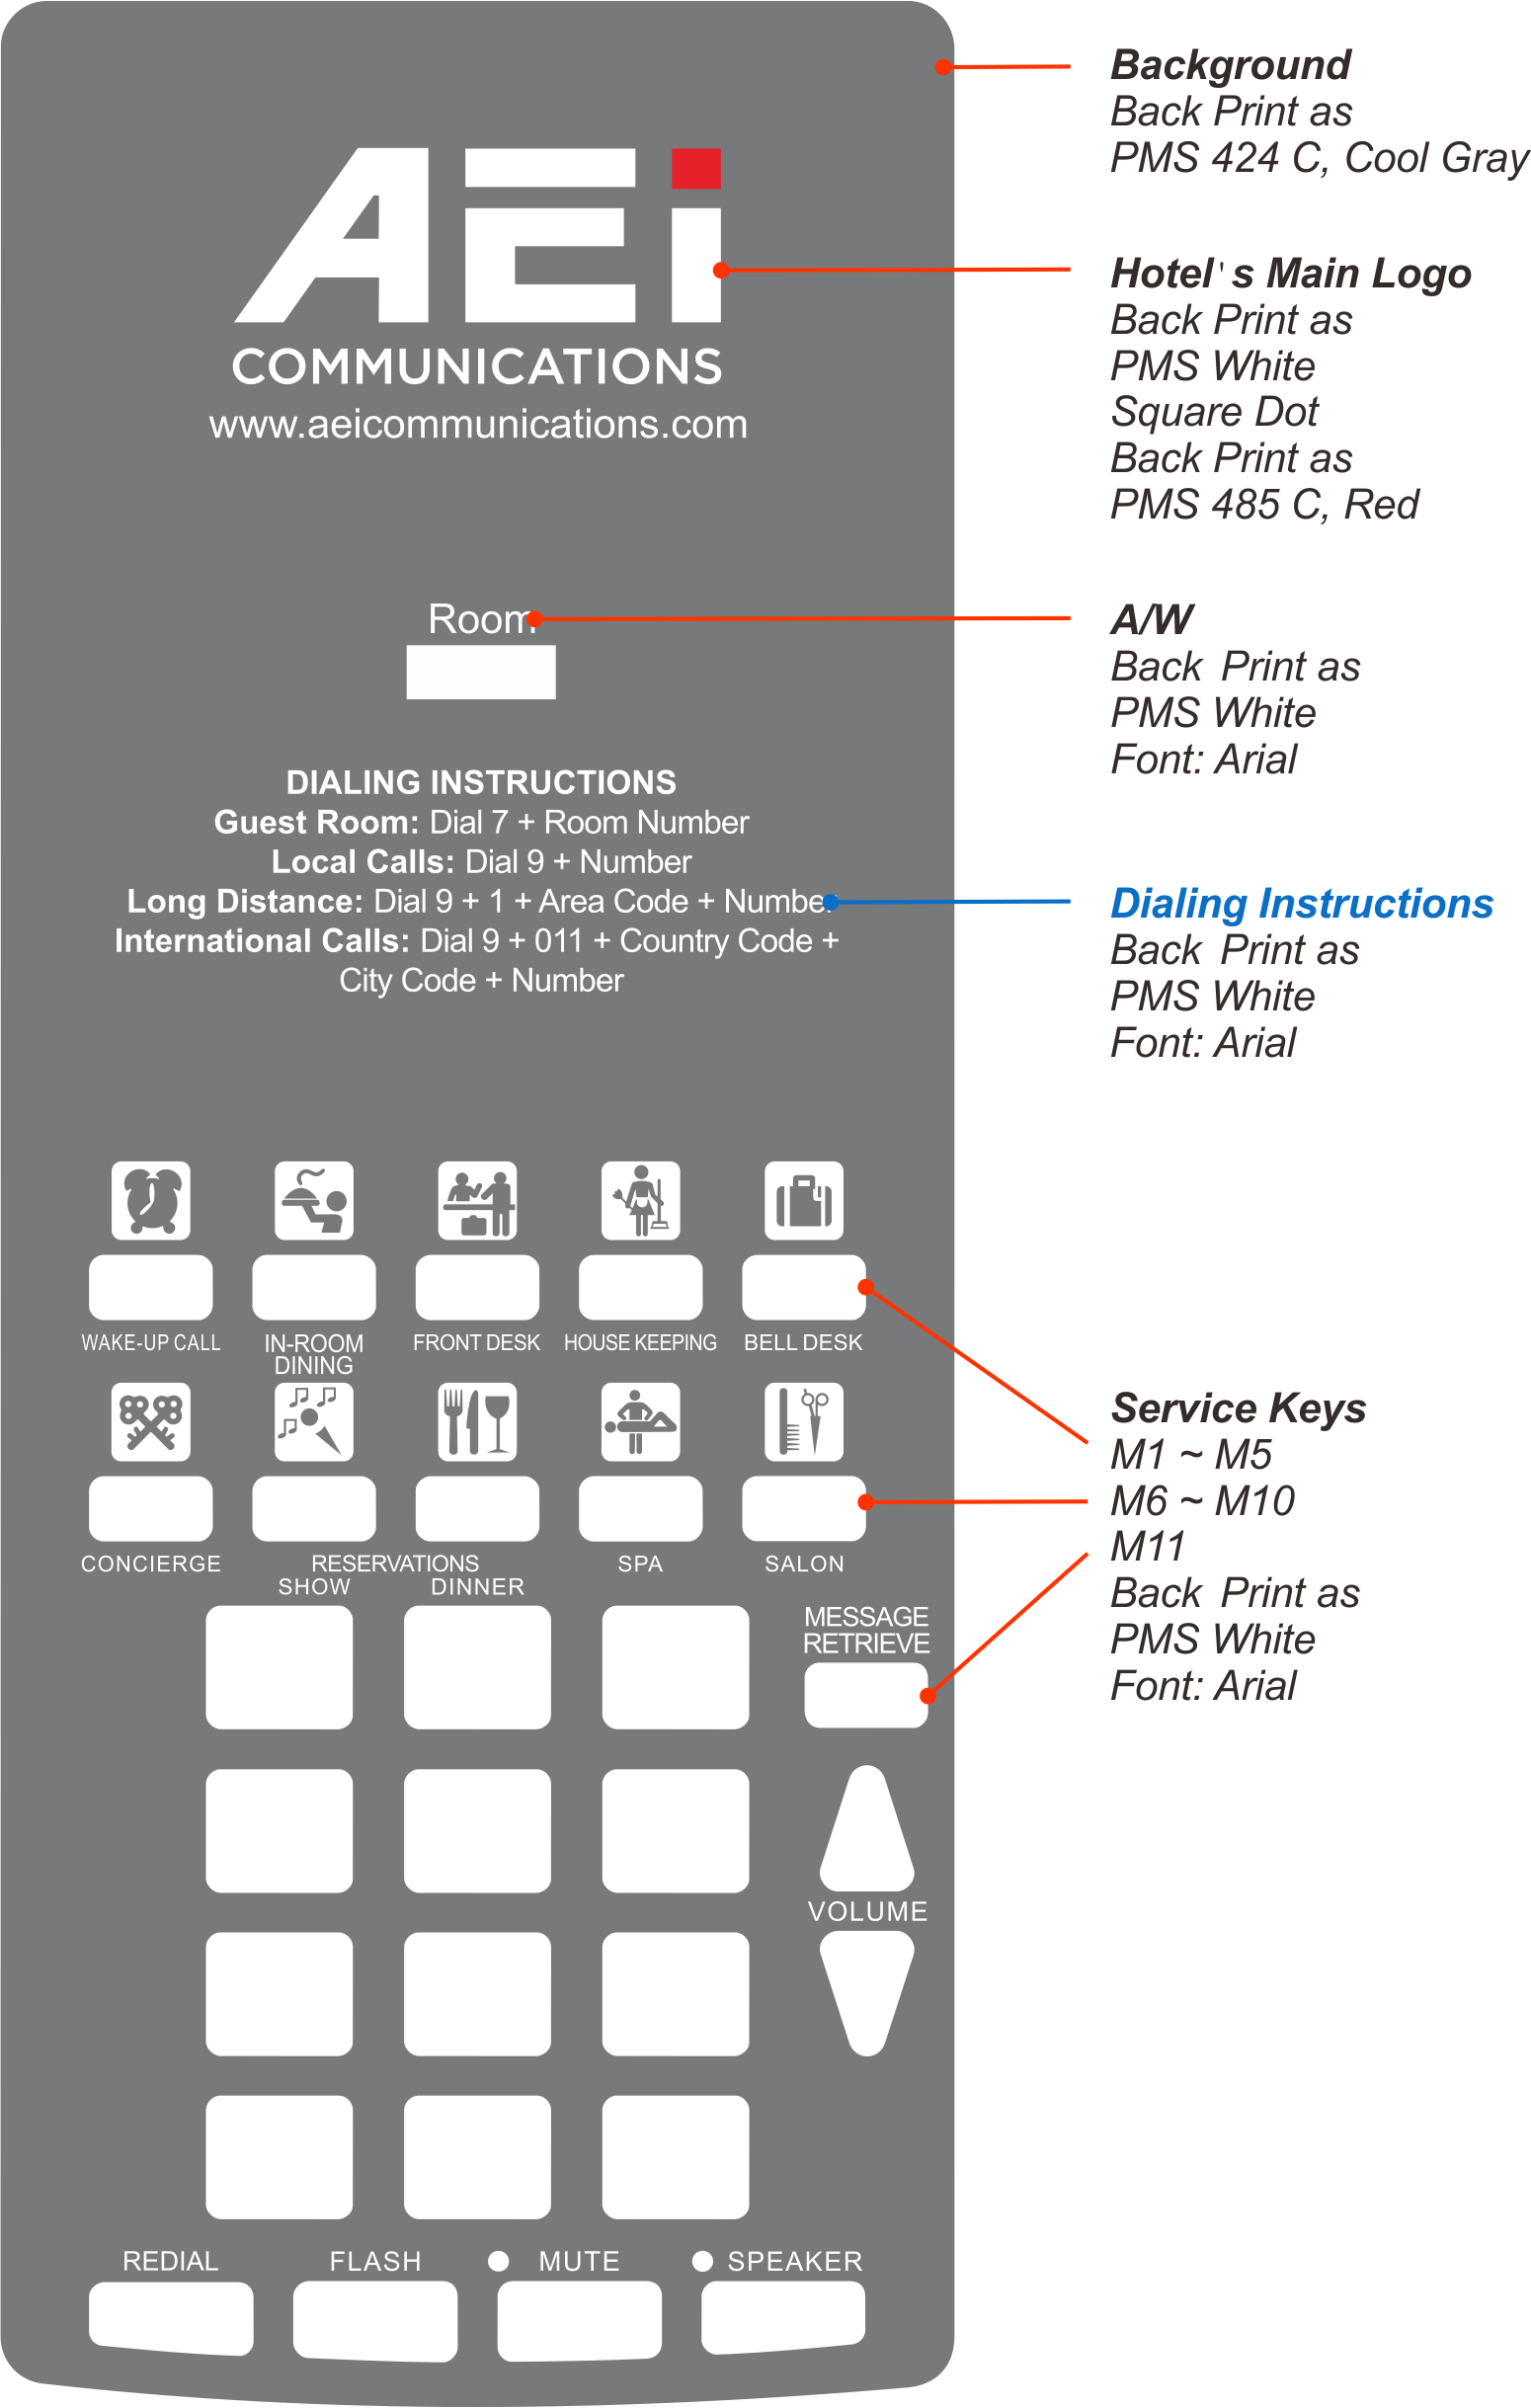 AEi
COMMUNICATIONS
www.aeicommunications.com
Room
DIALING INSTRUCTIONS
Guest Room: Dial 7 + Room Number
Local Calls: Dial 9 + Number
Long Distance: Dial 9 + 1 + Area Code + Number
International Calls: Dial 9 + 011 + Country Code +
City Code + Number
WAKE-UP CALL
IN-ROOM
DINING
FRONT DESK
HOUSE KEEPING
BELL DESK
CONCIERGE
RESERVATIONS
SHOW
DINNER
SPA
SALON
MESSAGE
RETRIEVE
VOLUME
REDIAL
FLASH
MUTE
SPEAKER
Background
Back Print as
PMS 424 C, Cool Gray
Hotel's Main Logo
Back Print as
PMS White
Square Dot
Back Print as
PMS 485 C, Red
A/W
Back Print as
PMS White
Font: Arial
Dialing Instructions
Back Print as
PMS White
Font: Arial
Service Keys
M1 ~ M5
M6 ~ M10
M11
Back Print as
PMS White
Font: Arial